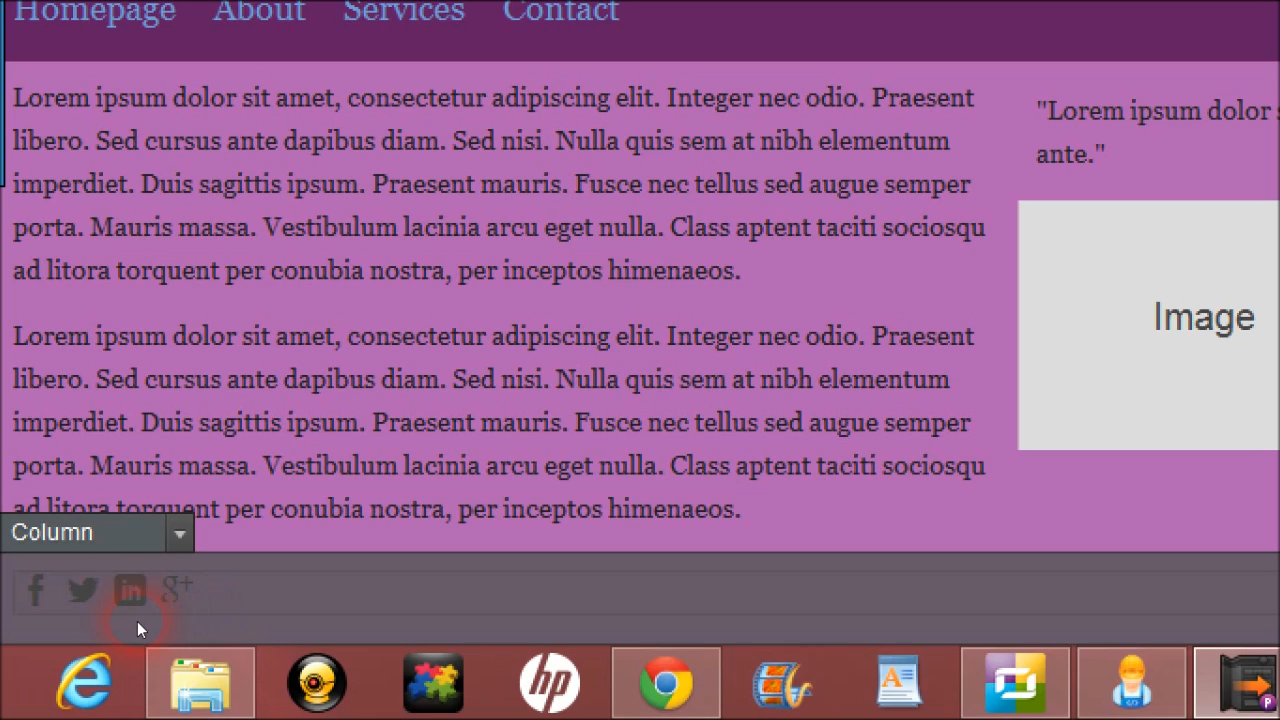 Homepage About Services Contact
Lorem ipsum dolor sit amet, consectetur adipiscing elit. Integer nec odio. Praesent
libero. Sed cursus ante dapibus diam. Sed nisi. Nulla quis sem at nibh elementum
imperdiet. Duis sagittis ipsum. Praesent mauris. Fusce nec tellus sed augue semper
porta. Mauris massa. Vestibulum lacinia arcu eget nulla. Class aptent taciti sociosqu
ad litora torquent per conubia nostra, per inceptos himenaeos.
Lorem ipsum dolor sit amet, consectetur adipiscing elit. Integer nec odio. Praesent
libero. Sed cursus ante dapibus diam. Sed nisi. Nulla quis sem at nibh elementum
imperdiet. Duis sagittis ipsum. Praesent mauris. Fusce nec tellus sed augue semper
porta. Mauris massa. Vestibulum lacinia arcu eget nulla. Class aptent taciti sociosqu
ad litora torquent per conubia nostra, per inceptos himenaeos.
"Lorem ipsum dolor
ante."
Image
Column
f in g+
hp
A
P